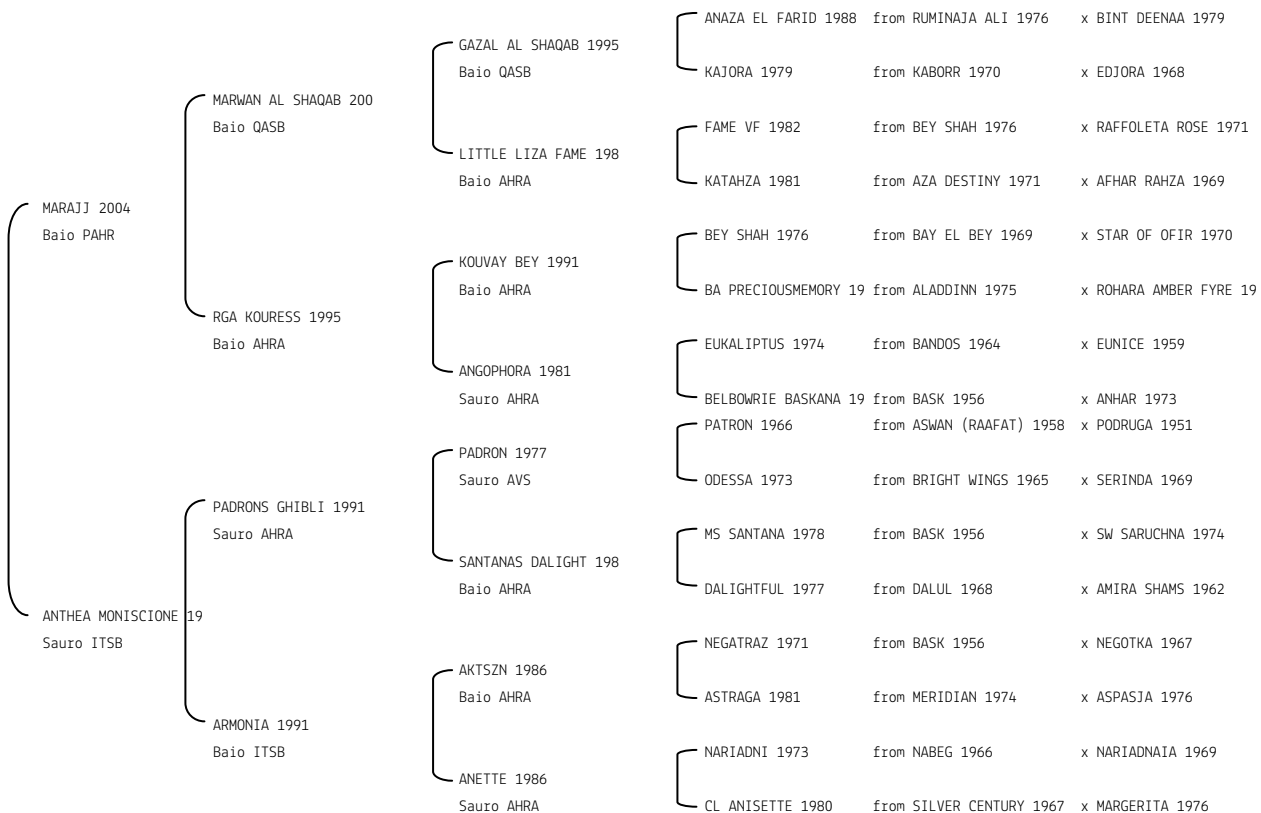 ANAZA EL FARID 1988 from RUMINAJA ALI 1976 x BINT DEENAA 1979
GAZAL AL SHAQAB 1995
Baio QASB
KAJORA 1979 from KABORR 1970 x EDJORA 1968
MARWAN AL SHAQAB 200
Baio QASB
FAME VF 1982 from BEY SHAH 1976 x RAFFOLETA ROSE 1971
LITTLE LIZA FAME 198
Baio AHRA
KATAHZA 1981 from AZA DESTINY 1971 x AFHAR RAHZA 1969
MARAJJ 2004
Baio PAHR
BEY SHAH 1976 from BAY EL BEY 1969 x STAR OF OFIR 1970
KOUVAY BEY 1991
Baio AHRA
BA PRECIOUSMEMORY 19 from ALADDINN 1975 x ROHARA AMBER FYRE 19
RGA KOURESS 1995
Baio AHRA
EUKALIPTUS 1974 from BANDOS 1964 x EUNICE 1959
ANGOPHORA 1981
Sauro AHRA
BELBOWRIE BASKANA 19 from BASK 1956 x ANHAR 1973
PATRON 1966 from ASWAN (RAAFAT) 1958 x PODRUGA 1951
PADRON 1977
Sauro AVS
ODESSA 1973 from BRIGHT WINGS 1965 x SERINDA 1969
PADRONS GHIBLI 1991
Sauro AHRA
MS SANTANA 1978 from BASK 1956 x SW SARUCHNA 1974
SANTANAS DALIGHT 198
Baio AHRA
DALIGHTFUL 1977 from DALUL 1968 x AMIRA SHAMS 1962
ANTHEA MONISCIONE 19
Sauro ITSB
NEGATRAZ 1971 from BASK 1956 x NEGOTKA 1967
AKTSZN 1986
Baio AHRA
ASTRAGA 1981 from MERIDIAN 1974 x ASPASJA 1976
ARMONIA 1991
Baio ITSB
NARIADNI 1973 from NABEG 1966 x NARIADNAIA 1969
ANETTE 1986
Sauro AHRA
CL ANISETTE 1980 from SILVER CENTURY 1967 x MARGERITA 1976